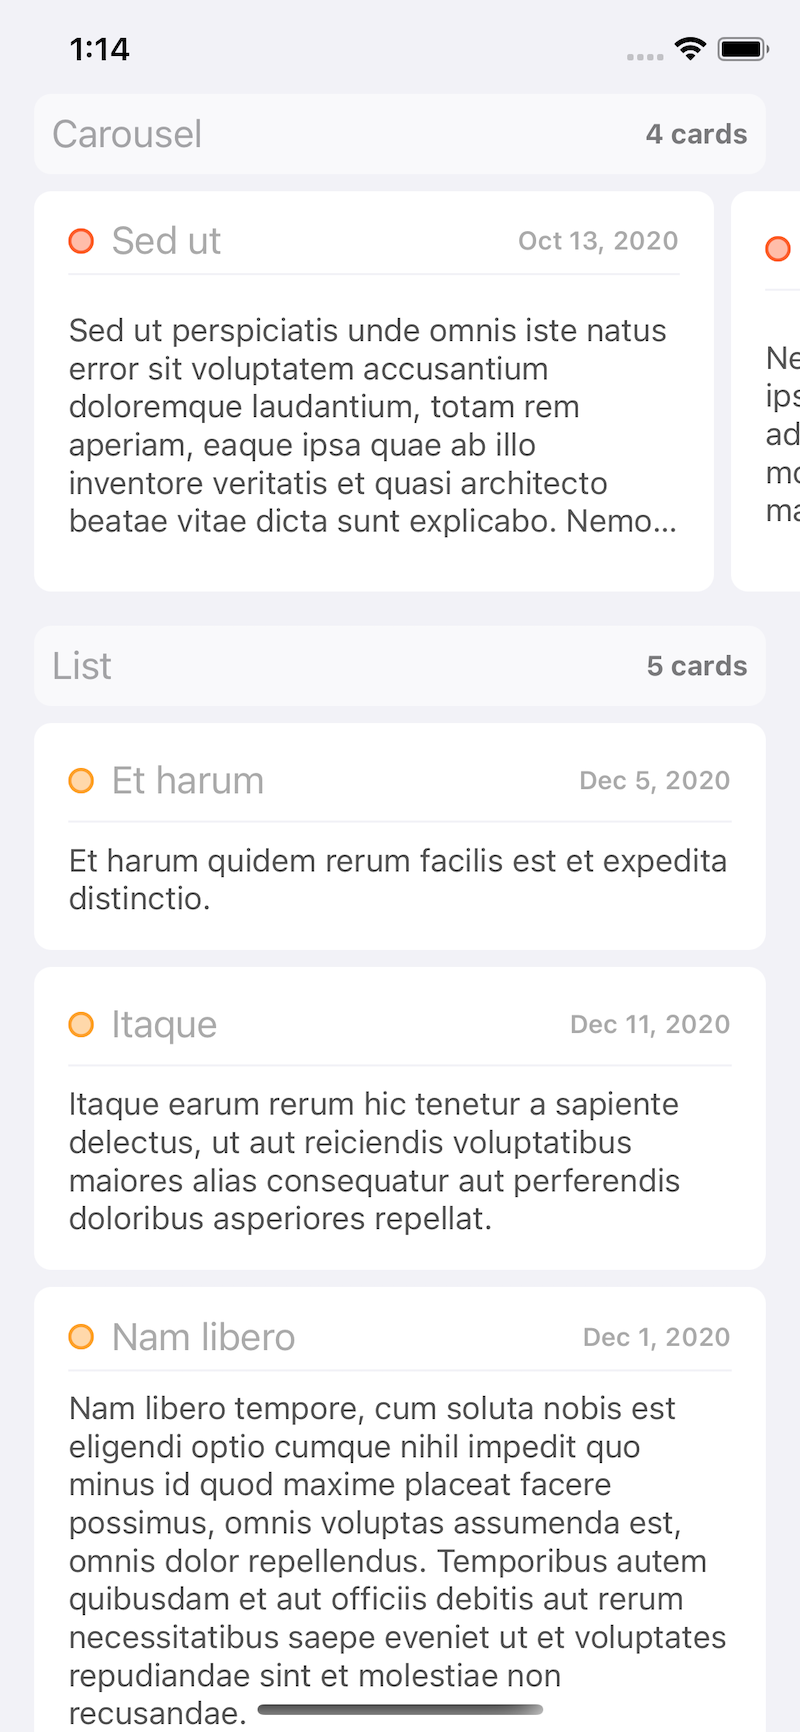 1:14
Carousel 4 cards
Sed ut Oct 13, 2020
Sed ut perspiciatis unde omnis iste natus
error sit voluptatem accusantium
doloremque laudantium, totam rem
aperiam, eaque ipsa quae ab illo
inventore veritatis et quasi architecto
beatae vitae dicta sunt explicabo. Nemo...
Ne
ips
ad
mo
ma
List 5 cards
Et harum Dec 5, 2020
Et harum quidem rerum facilis est et expedita
distinctio.
Itaque Dec 11, 2020
Itaque earum rerum hic tenetur a sapiente
delectus, ut aut reiciendis voluptatibus
maiores alias consequatur aut perferendis
doloribus asperiores repellat.
Nam libero Dec 1, 2020
Nam libero tempore, cum soluta nobis est
eligendi optio cumque nihil impedit quo
minus id quod maxime placeat facere
possimus, omnis voluptas assumenda est,
omnis dolor repellendus. Temporibus autem
quibusdam et aut officiis debitis aut rerum
necessitatibus saepe eveniet ut et voluptates
repudiandae sint et molestiae non
recusandae.